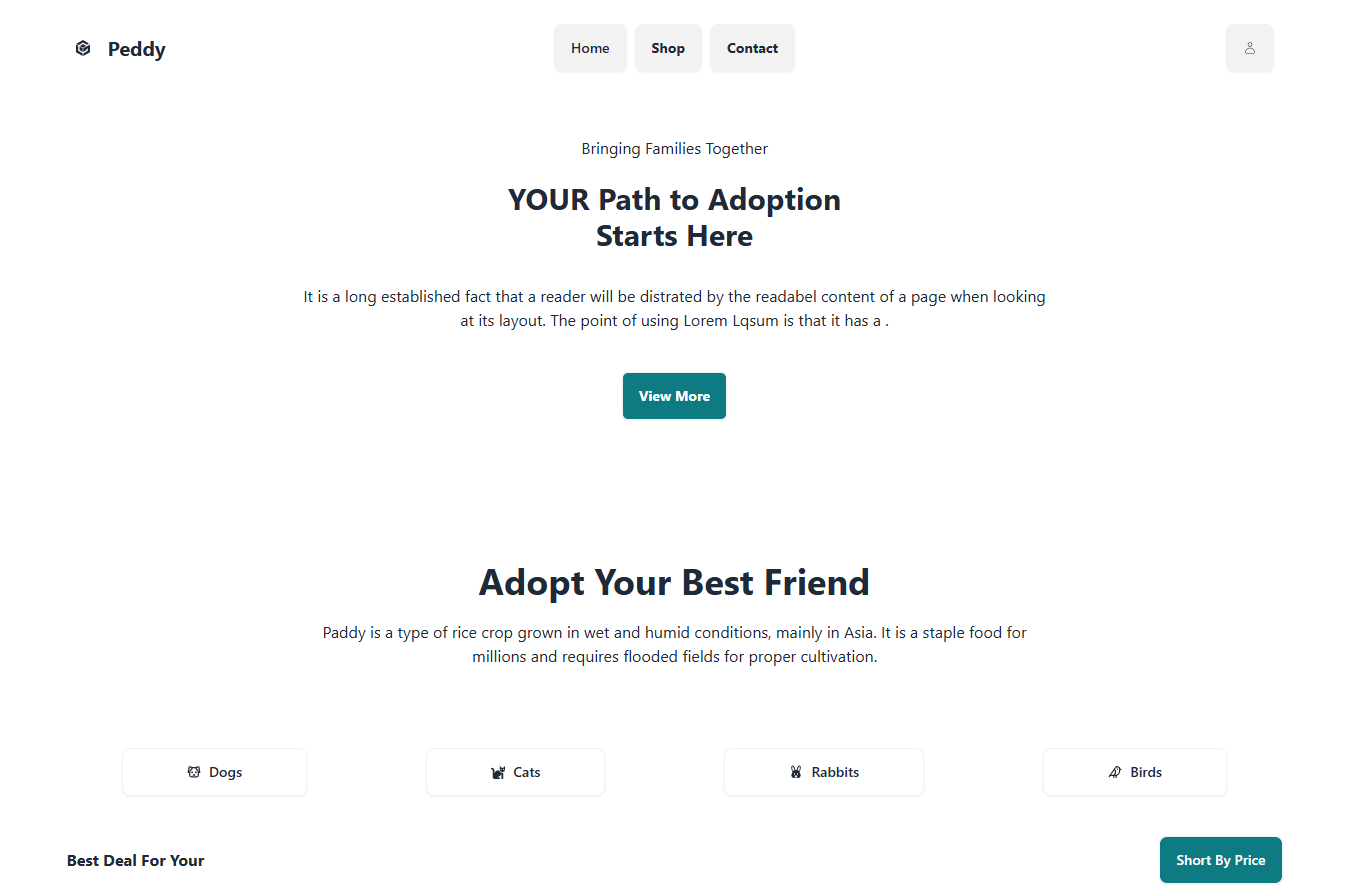 Peddy
Home
Shop
Contact
Bringing Families Together
YOUR Path to Adoption
Starts Here
It is a long established fact that a reader will be distrated by the readabel content of a page when looking
at its layout. The point of using Lorem Lqsum is that it has a .
View More
Adopt Your Best Friend
Paddy is a type of rice crop grown in wet and humid conditions, mainly in Asia. It is a staple food for
millions and requires flooded fields for proper cultivation.
Dogs
Cats
Rabbits
Birds
Best Deal For Your
Short By Price